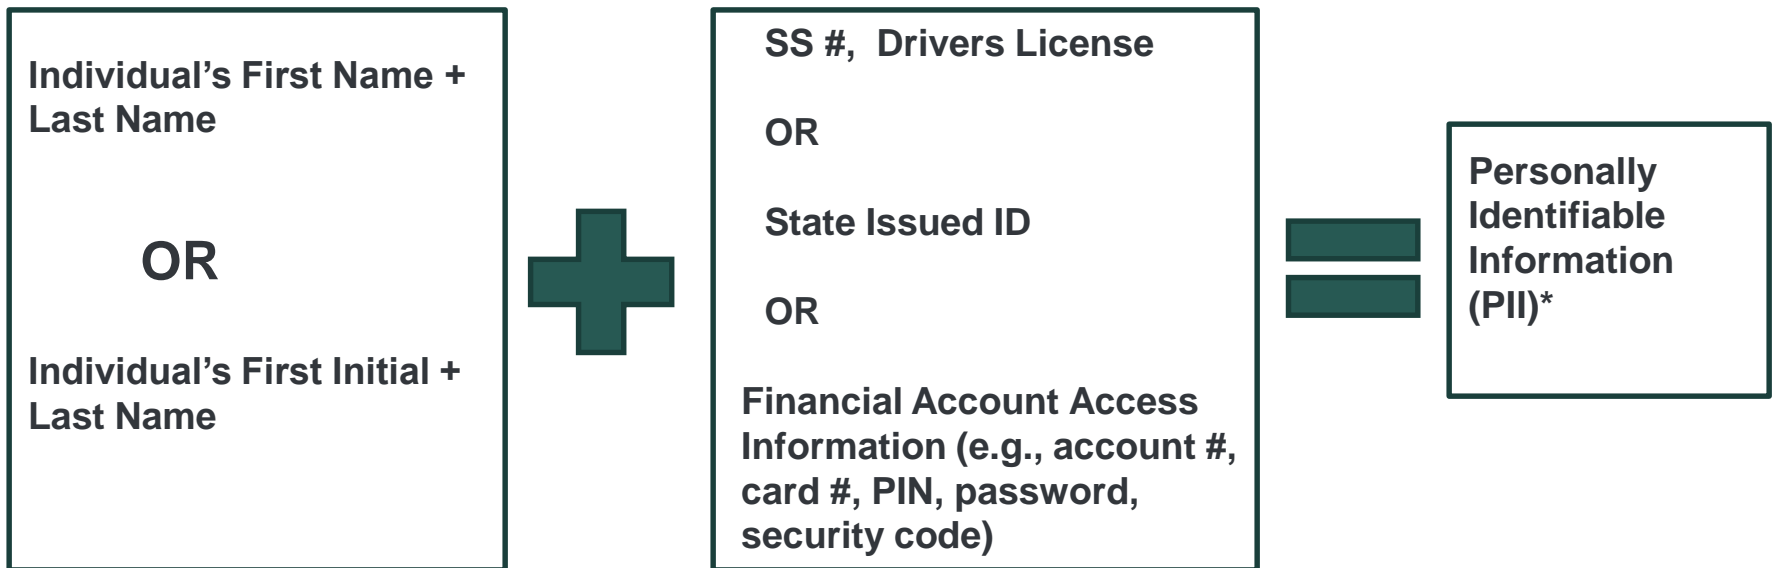 Individual’s First Name +
Last Name
OR
Individual’s First Initial +
Last Name
SS #, Drivers License
OR
State Issued ID
OR
Financial Account Access
Information (e.g., account #,
card #, PIN, password,
security code)
Personally
Identifiable
Information
(PII)*